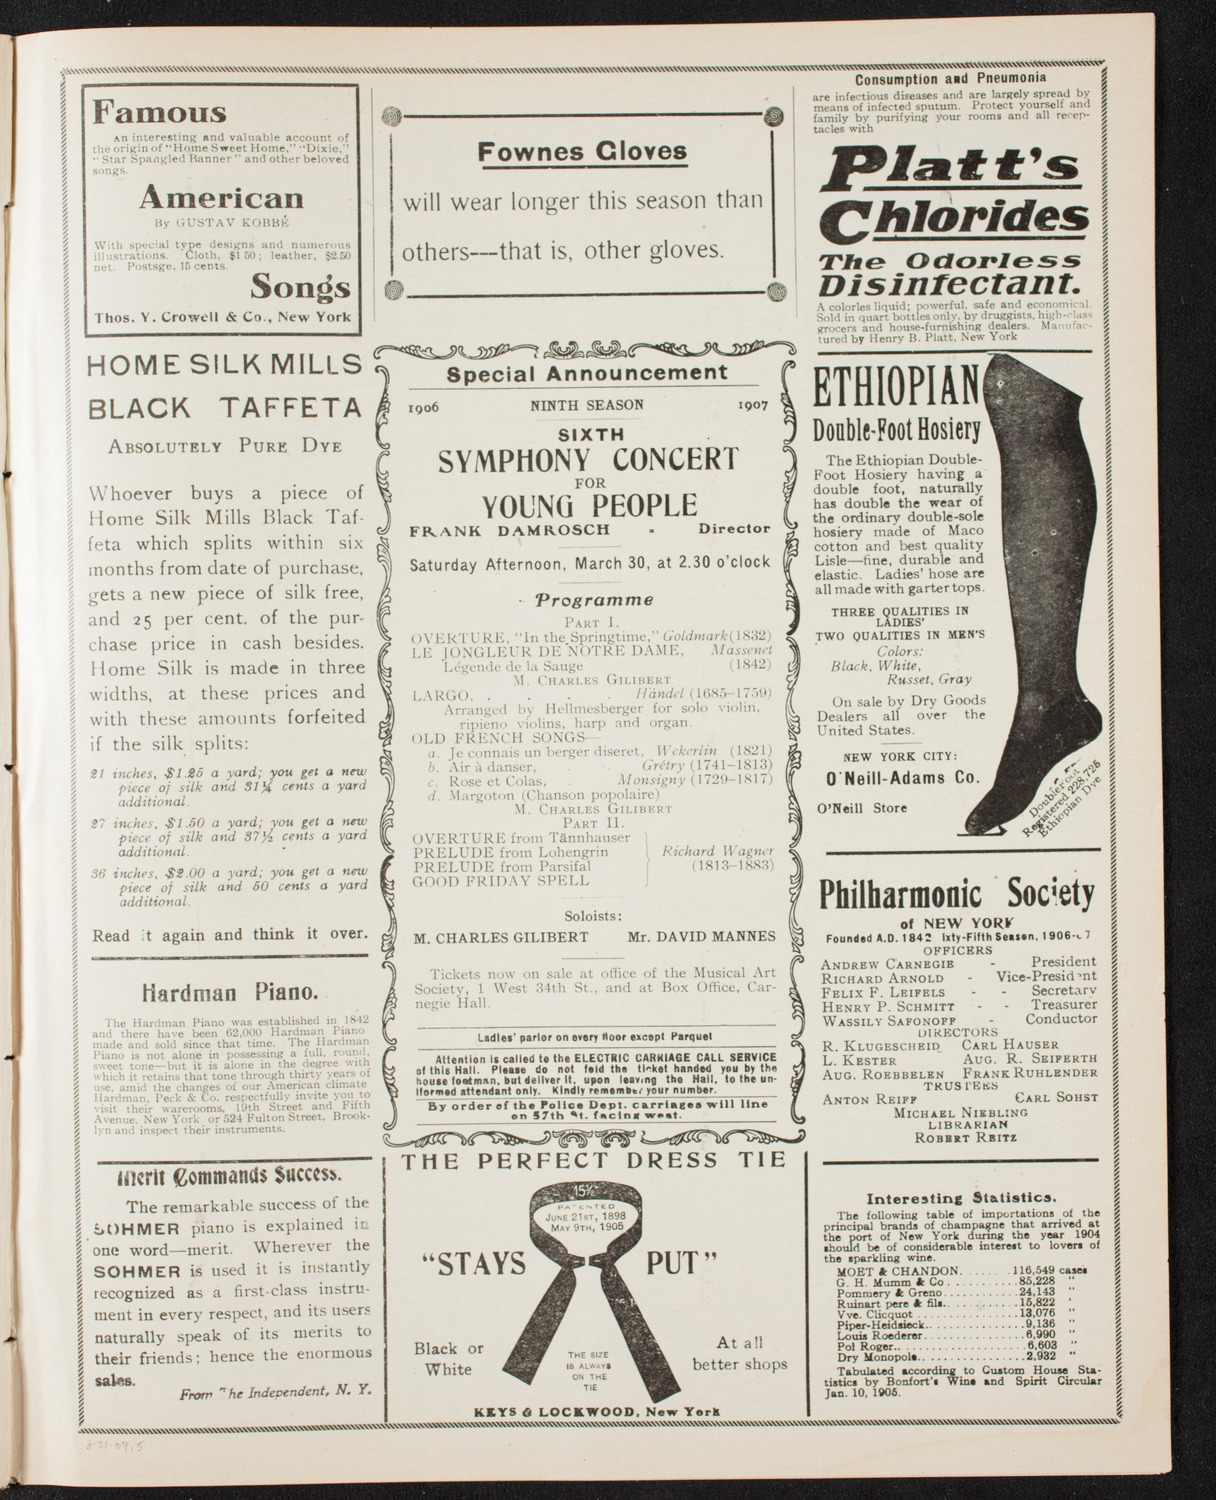 Famous
An interesting and valuable account of
the origin of "Home Sweet Home," "Dixie,"
"Star Spangled Banner" and other beloved
songs.
American
By GUSTAV KOBBÉ
With special type designs and numerous
illustrations. Cloth, $1 50; leather, $2.50
net. Postsge, 15 cents.
Songs
Thos. Y. Crowell & Co., New York
HOME SILK MILLS
BLACK TAFFETA
ABSOLUTELY PURE DYE
Whoever buys a piece of
Home Silk Mills Black Taf-
feta which splits within six
months from date of purchase,
gets a new piece of silk free,
and 25 per cent. of the pur-
chase price in cash besides.
Home Silk is made in three
widths, at these prices and
with these amounts forfeited
if the silk splits:
21 inches, $1.25 a yard; you get a new
piece of silk and 31¼ cents a yard
additional.
27 inches, $1.50 a yard; you get a new
piece of silk and 37½ cents a yard
additional.
36 inches, $2.00 a yard; you get a new
piece of silk and 50 cents a yard
additional.
Read it again and think it over.
Hardman Piano.
The Hardman Piano was established in 1842
and there have been 62,000 Hardman Piano
made and sold since that time. The Hardman
Piano is not alone in possessing a full, round,
sweet tone—but it is alone in the degree with
which it retains that tone through thirty years of
use, amid the changes of our American climate
Hardman, Peck & Co. respectfully invite you to
visit their warerooms, 19th Street and Fifth
Avenue, New York or 524 Fulton Street, Brook-
lyn and inspect their instruments.
Merit Commands Success.
The remarkable success of the
SOHMER piano is explained in
one word—merit. Wherever the
SOHMER is used it is instantly
recognized as a first-class instru-
ment in every respect, and its users
naturally speak of its merits to
their friends; hence the enormous
sales.
From The Independent, N. Y.
Fownes Gloves
will wear longer this season than
others---that is, other gloves.
Special Announcement
1906 NINTH SEASON 1907
SIXTH
SYMPHONY CONCERT
FOR
YOUNG PEOPLE
FRANK DAMROSCH - Director
Saturday Afternoon, March 30, at 2.30 o'clock
Programme
PART I.
OVERTURE, "In the Springtime," Goldmark (1832)
LE JONGLEUR DE NOTRE DAME, Massenet
Légende de la Sauge (1842)
M. CHARLES GILIBERT
LARGO. . . . . Händel (1685–1759)
Arranged by Hellmesberger for solo violin,
ripieno violins, harp and organ.
OLD FRENCH SONGS—
a. Je connais un berger diseret, Wekerlin (1821)
b. Air à danser, . . Grétry (1741–1813)
c. Rose et Colas, . Monsigny (1729–1817)
d. Margoton (Chanson popolaire)
M. CHARLES GILIBERT
PART II.
OVERTURE from Tännhauser
PRELUDE from Lohengrin Richard Wagner
PRELUDE from Parsifal (1813–1883)
GOOD FRIDAY SPELL
Soloists:
M. CHARLES GILIBERT Mr. DAVID MANNES
Tickets now on sale at office of the Musical Art
Society, 1 West 34th St., and at Box Office, Car-
negie Hall.
Ladies' parlor on every floor except Parquet
Attention is called to the ELECTRIC CARRIAGE CALL SERVICE
of this Hall. Please do not fold the ticket handed you by the
house footman, but deliver it, upon leaving the Hall, to the un-
iformed attendant only. Kindly remember your number.
By order of the Police Dept. carriages will line
on 57th St. facing west.
THE PERFECT DRESS TIE
15½
PATENTED
JUNE 21ST, 1898
MAY 9TH, 1905
"STAYS PUT"
Black or
White
THE SIZE
IS ALWAYS
ON THE
TIE
At all
better shops
KEYS & LOCKWOOD, New York
Consumption and Pneumonia
are infectious diseases and are largely spread by
means of infected sputum. Protect yourself and
family by purifying your rooms and all recep-
tacles with
Platt's
Chlorides
The Odorless
Disinfectant.
A colorles liquid; powerful, safe and economical.
Sold in quart bottles only, by druggists, high-class
grocers and house-furnishing dealers. Manufac-
tured by Henry B. Platt, New York
ETHIOPIAN
Double-Foot Hosiery
The Ethiopian Double-
Foot Hosiery having a
double foot, naturally
has double the wear of
the ordinary double-sole
hosiery made of Maco
cotton and best quality
Lisle—fine, durable and
elastic. Ladies' hose are
all made with garter tops.
THREE QUALITIES IN
LADIES'
TWO QUALITIES IN MEN'S
Colors:
Black, White,
Russet, Gray
On sale by Dry Goods
Dealers all over the
United States.
NEW YORK CITY:
O'Neill-Adams Co.
O'Neill Store
Doublefoot
Registered 228,725
Ethiopian Dye
Philharmonic Society
of NEW YORK
Founded A.D. 1842 ixty-Fifth Season, 1906-07
OFFICERS
ANDREW CARNEGIE - President
RICHARD ARNOLD - Vice-President
FELIX F. LEIFELS - - Secretary
HENRY P. SCHMITT - - Treasurer
WASSILY SAFONOFF - Conductor
DIRECTORS
R. KLUGESCHEID CARL HAUSER
L. KESTER AUG. R. SEIFERTH
AUG. ROEBBELEN FRANK RUHLENDER
TRUSTEES
ANTON REIFF CARL SOHST
MICHAEL NIEBLING
LIBRARIAN
ROBERT REITZ
Interesting Statistics.
The following table of importations of the
principal brands of champagne that arrived at
the port of New York during the year 1904
should be of considerable interest to lovers of
the sparkling wine.
MOET & CHANDON........116,549 cases
G. H. Mumm & Co...........85,228 "
Pommery & Greno............24,143 "
Ruinart pere & fils...........15,822 "
Vve. Clicquot................13,076 "
Piper-Heidsieck...............9,136 "
Louis Roederer................6,990 "
Pol Roger.....................6,603 "
Dry Monopole.................2,932 "
Tabulated according to Custom House Sta-
tistics by Bonfort's Wine and Spirit Circular
Jan. 10, 1905.
3-21-07.5